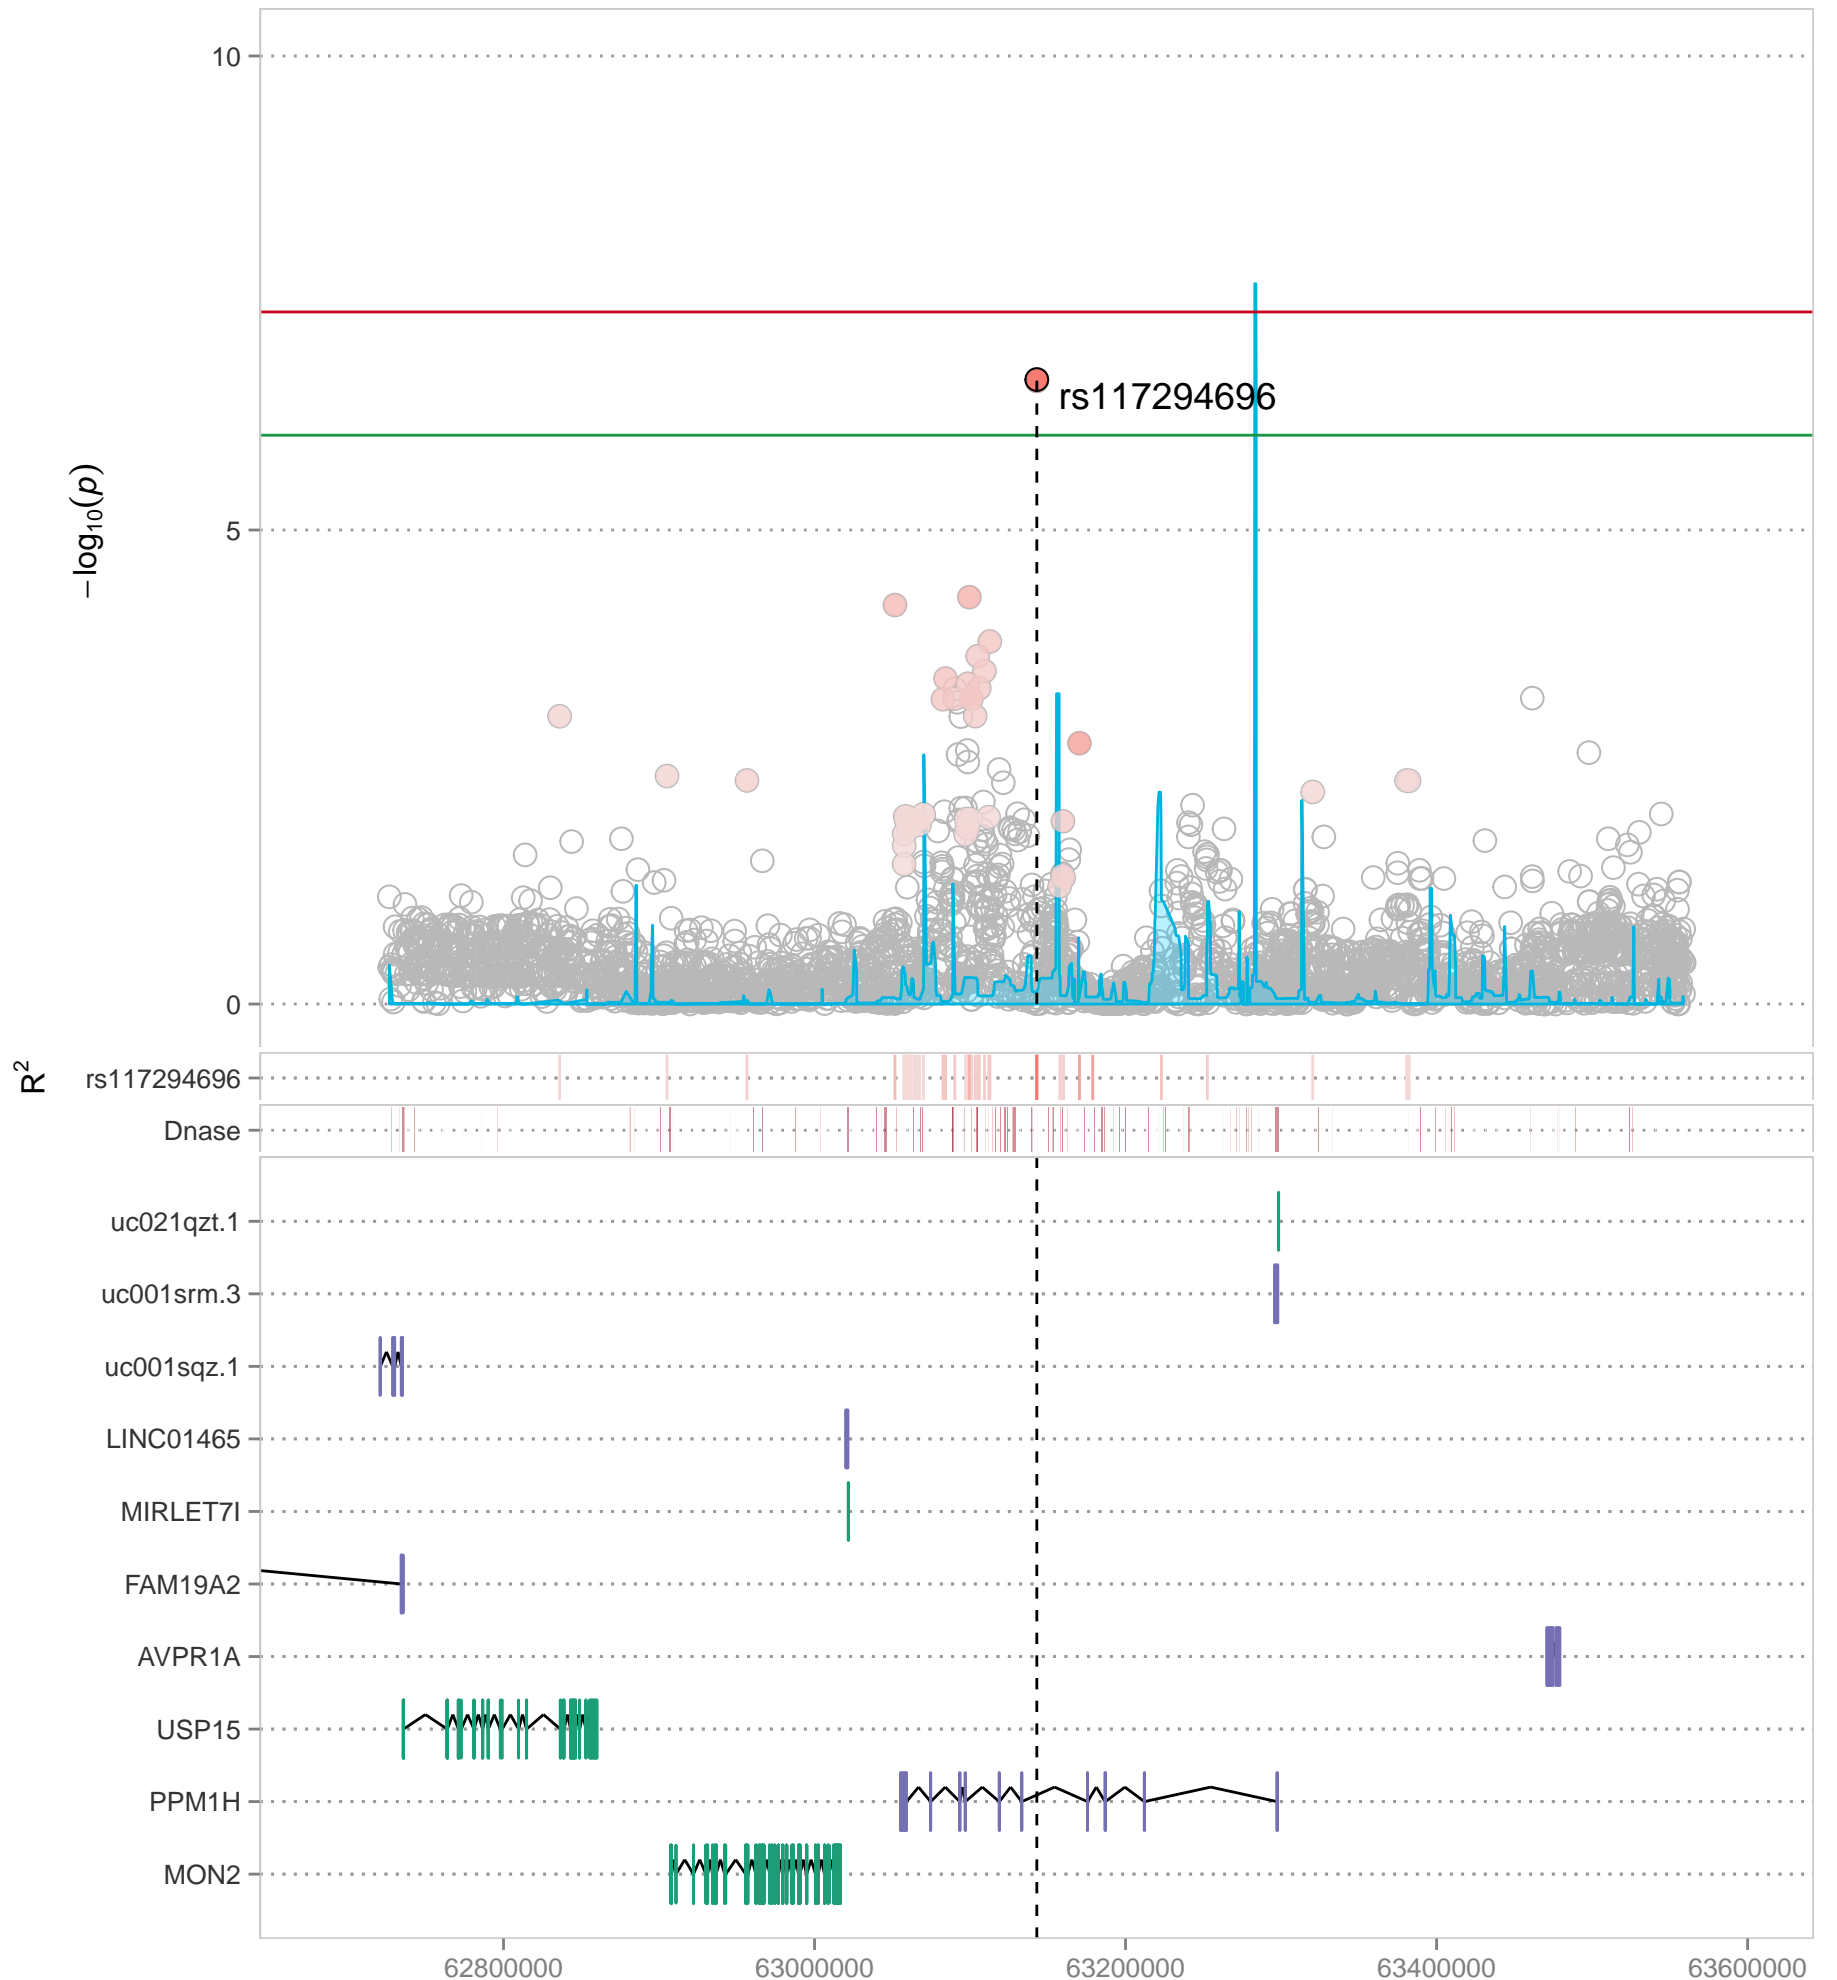 10
5
0
−log10(p)
rs117294696
R2
rs117294696
Dnase
uc021qzt.1
uc001srm.3
uc001sqz.1
LINC01465
MIRLET7I
FAM19A2
AVPR1A
USP15
PPM1H
MON2
62800000 63000000 63200000 63400000 63600000